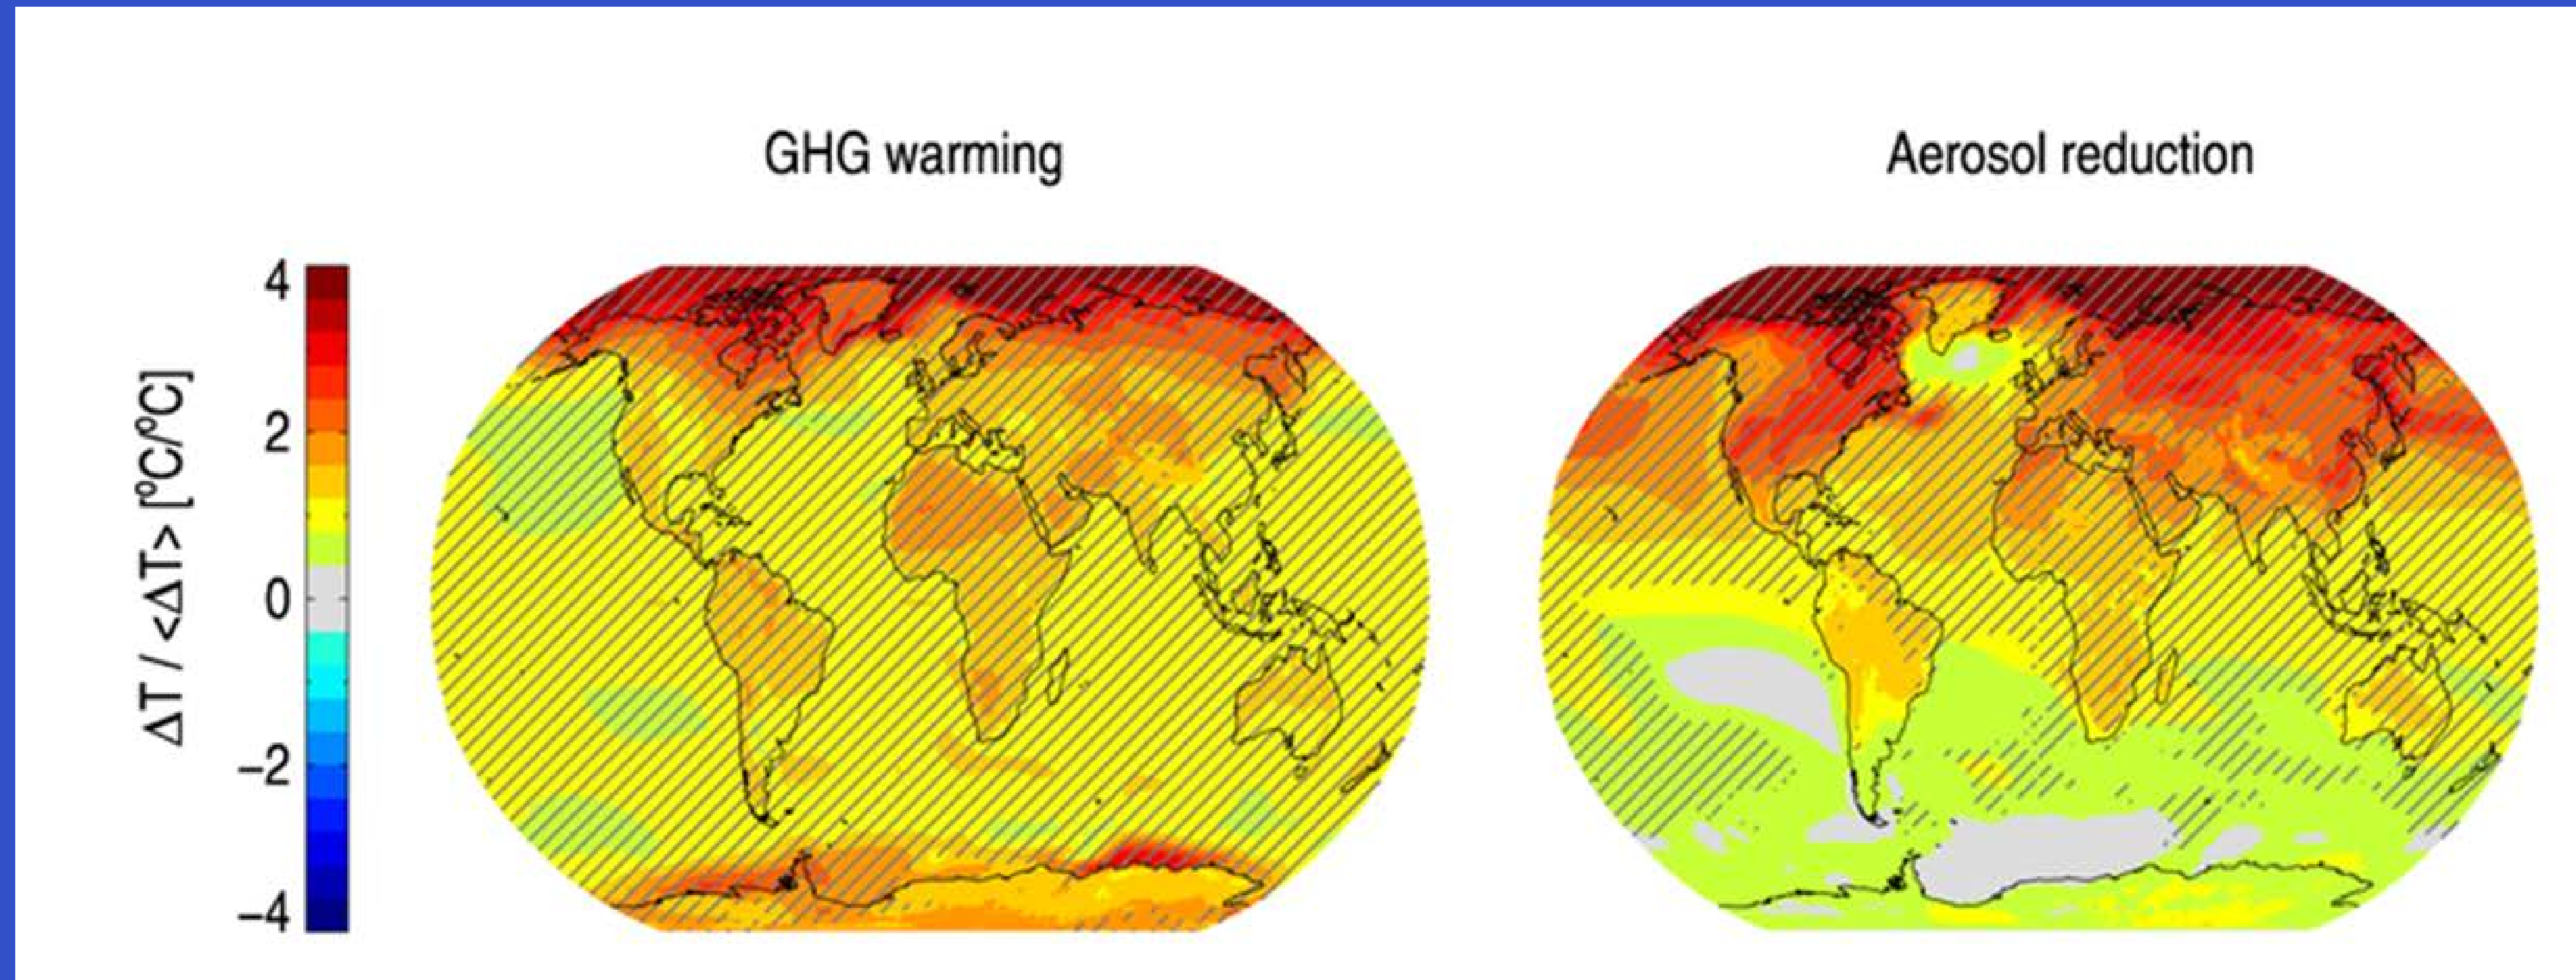 GHG warming
Aerosol reduction
ΔT / <ΔT> [ºC/ºC]
4
2
0
−2
−4